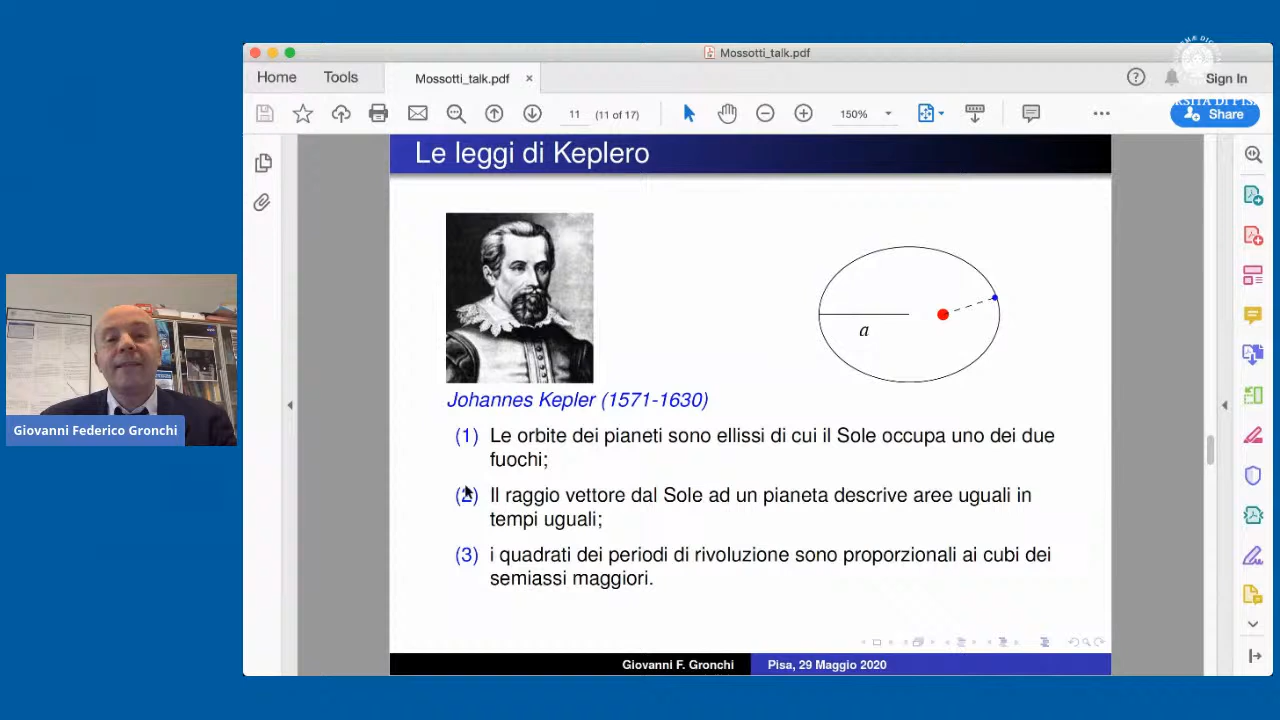 Mossotti_talk.pdf
Home
Tools
Mossotti_talk.pdf
×
Sign In
11
(11 of 17)
150%
Share
Le leggi di Keplero
a
Johannes Kepler (1571-1630)
(1) Le orbite dei pianeti sono ellissi di cui il Sole occupa uno dei due
fuochi;
(2) Il raggio vettore dal Sole ad un pianeta descrive aree uguali in
tempi uguali;
(3) i quadrati dei periodi di rivoluzione sono proporzionali ai cubi dei
semiassi maggiori.
Giovanni F. Gronchi
Pisa, 29 Maggio 2020
Giovanni Federico Gronchi